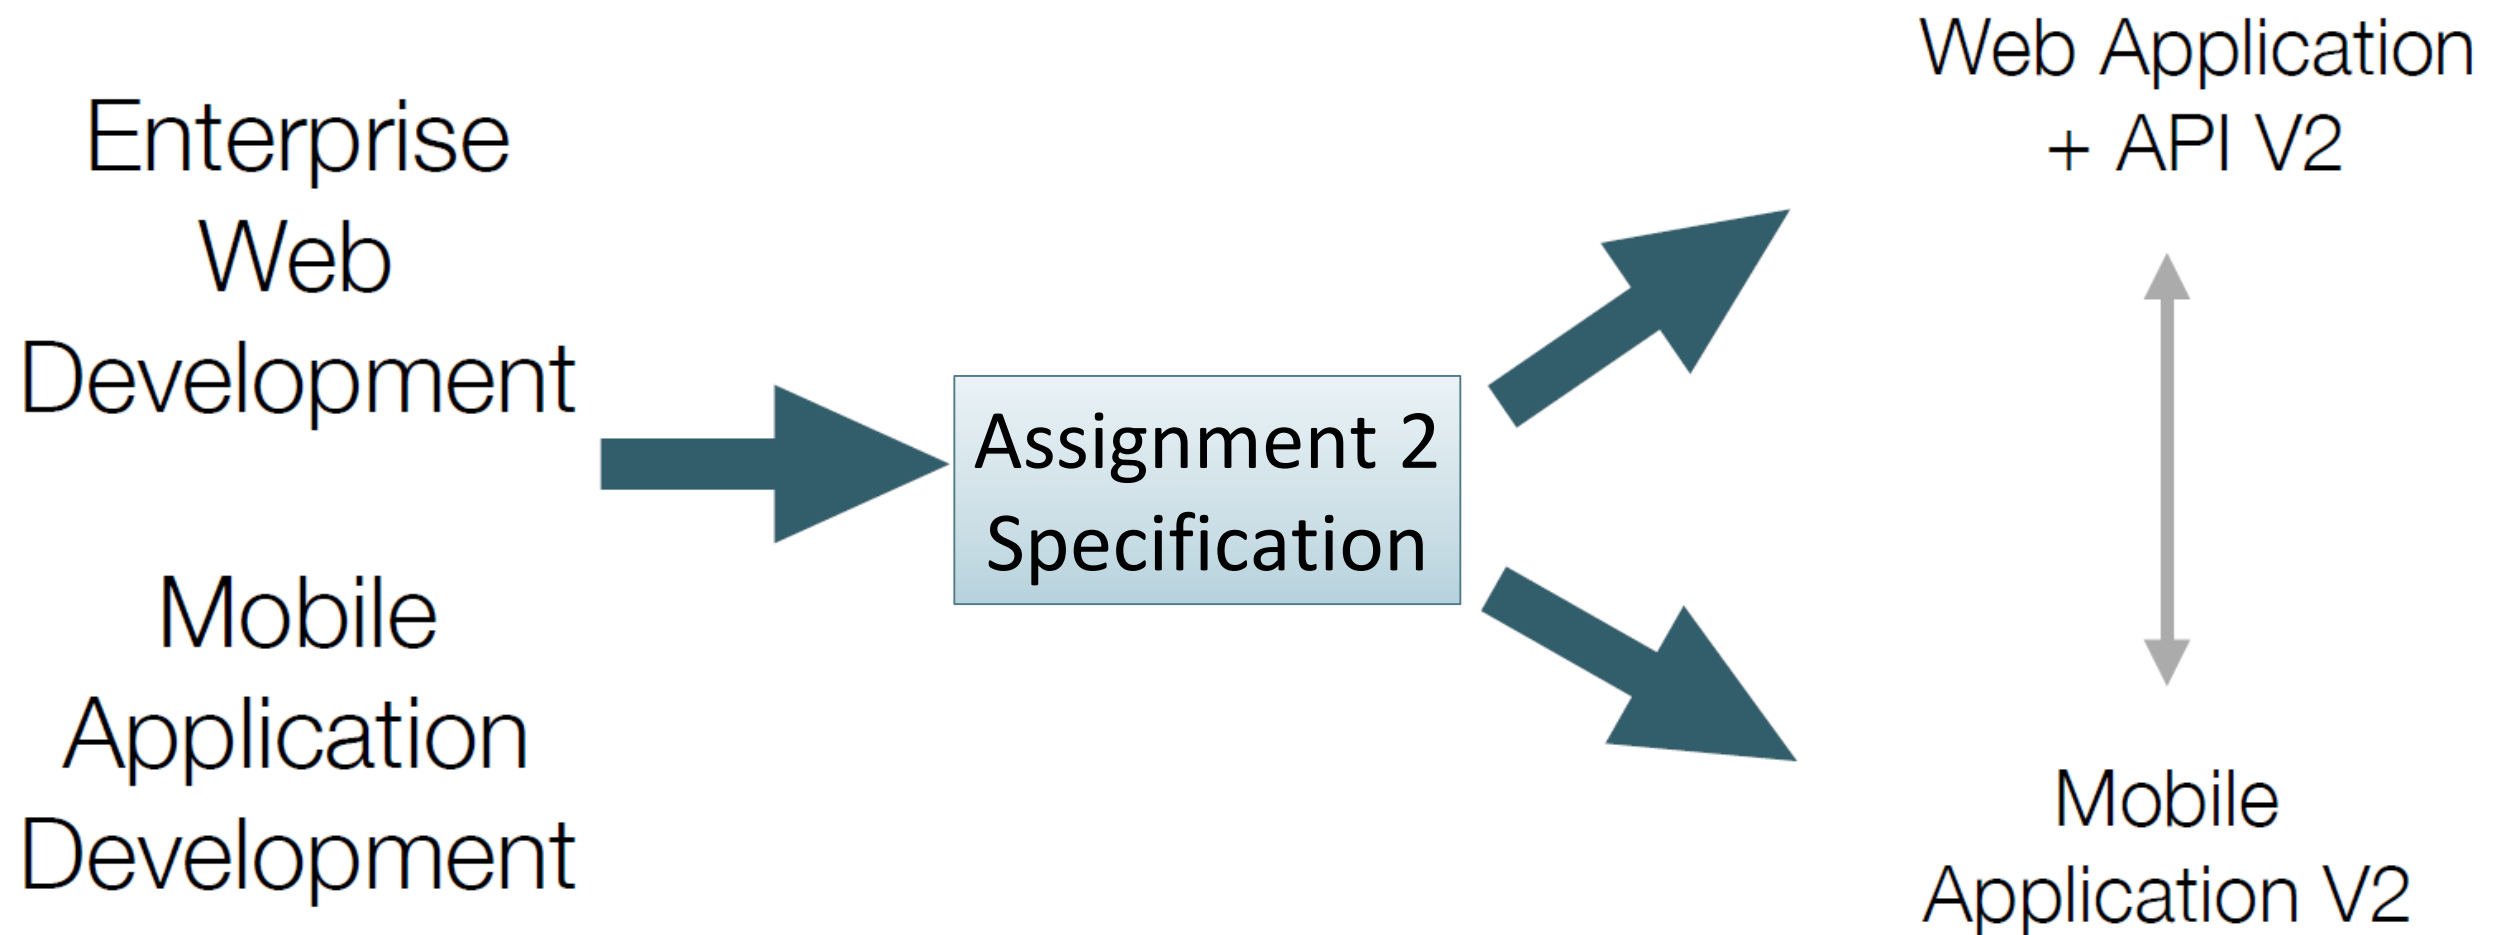 Enterprise
Web
Development
Mobile
Application
Development
Assignment 2
Specification
Web Application
+ API V2
Mobile
Application V2